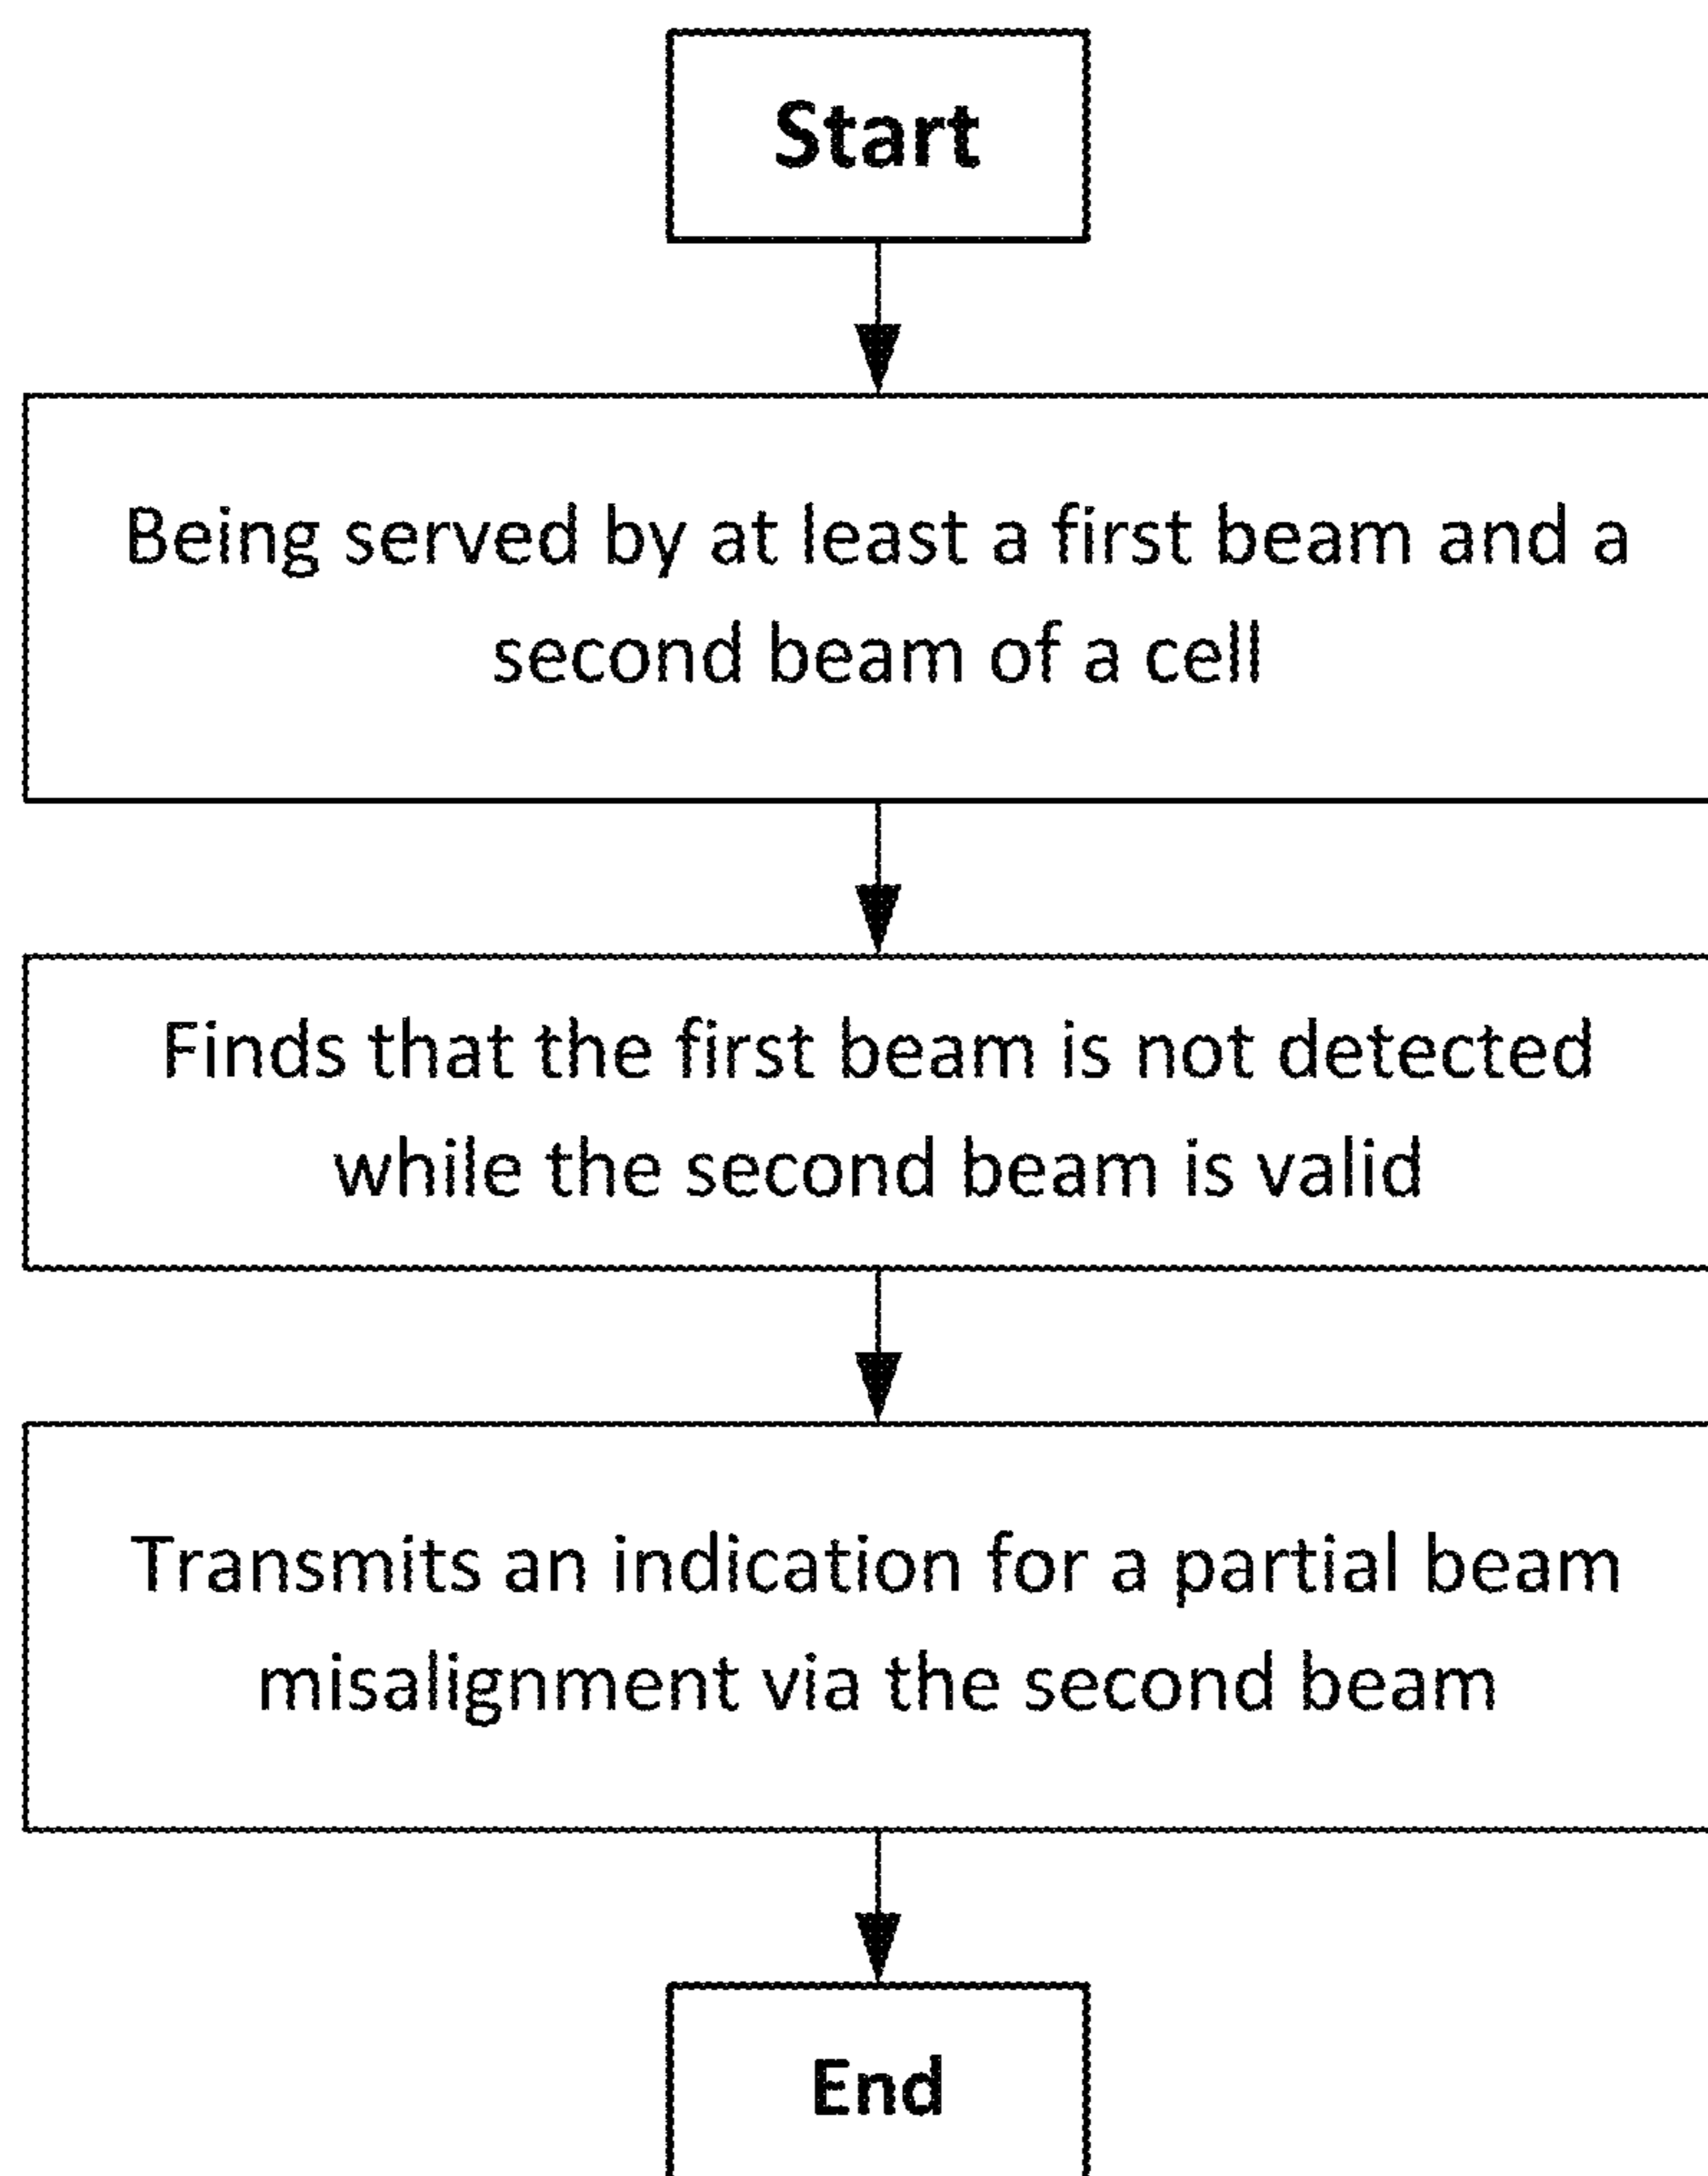 Start
Being served by at least a first beam and a
second beam of a cell
Finds that the first beam is not detected
while the second beam is valid
Transmits an indication for a partial beam
misalignment via the second beam
End